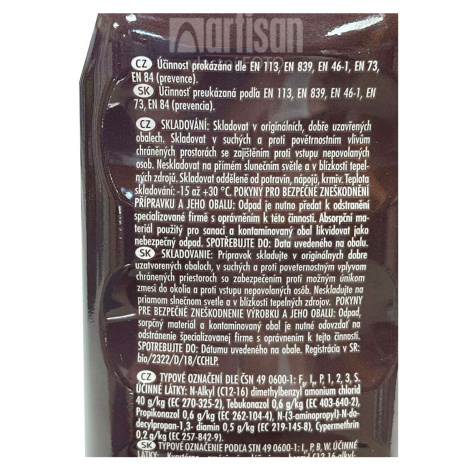 artisan
CZ Účinnost prokázána dle EN 113, EN 839, EN 46-1, EN 73,
EN 84 (prevence).
SK Účinnosť preukázaná podľa EN 113, EN 839, EN 46-1, EN
73, EN 84 (prevencia).
CZ SKLADOVÁNÍ: Skladovat v originálních, dobře uzavřených
obalech. Skladovat v suchých a proti povětrnostním vlivům
chráněných prostorách se zajištěním proti vstupu nepovolaných
osob. Neskladovat na přímém slunečním světle a v blízkosti tepel-
ných zdrojů. Skladovat odděleně od potravin, nápojů, krmiv. Teplota
skladování: -15 až +30 °C. POKYNY PRO BEZPEČNÉ ZNEŠKODNĚNÍ
PŘÍPRAVKU A JEHO OBALU: Odpad je nutno předat k odstranění
specializované firmě s oprávněním k této činnosti. Absorpční ma-
teriál použitý pro sanaci a kontaminovaný obal likvidovat jako
nebezpečný odpad. SPOTŘEBUJTE DO: Data uvedeného na obalu.
SK SKLADOVANIE: Prípravok skladujte v originálnych dobre
uzatvorených obaloch, v suchých a proti poveternostným vplyvom
chránených priestoroch so zabezpečením proti možným únikom
zmesi do okolia a proti vstupu nepovolaných osôb. Neskladujte na
priamom slnečnom svetle a v blízkosti tepelných zdrojov. POKYNY
PRE BEZPEČNÉ ZNEŠKODNENIE VÝROBKU A JEHO OBALU: Odpad,
sorpčný materiál a kontaminovaný obal je nutné odovzdať na
odstránenie špecializovanej firme s oprávnením k tejto činnosti.
SPOTREBUJTE DO: Dátumu uvedeného na obale. Registrácia v SR:
bio/2322/D/18/CCHLP.
CZ TYPOVÉ OZNAČENÍ DLE ČSN 49 0600-1: FB, IP, P, 1, 2, 3, S.
ÚČINNÉ LÁTKY: N-Alkyl (C12-16) dimethylbenzyl amonium chlorid
40 g/kg (EC 270-325-2), Tebukonazol 0,6 g/kg (EC 403-640-2),
Propikonazol 0,6 g/kg (EC 262-104-4), N-(3-aminopropyl)-N-do-
decylpropan-1,3- diamin 0,5 g/kg (EC 219-145-8), Cypermethrin
0,2 g/kg (EC 257-842-9).
SK TYPOVÉ OZNAČENIE PODĽA STN 49 0600-1: I, P, B, W. ÚČINNÉ
LÁTKY: